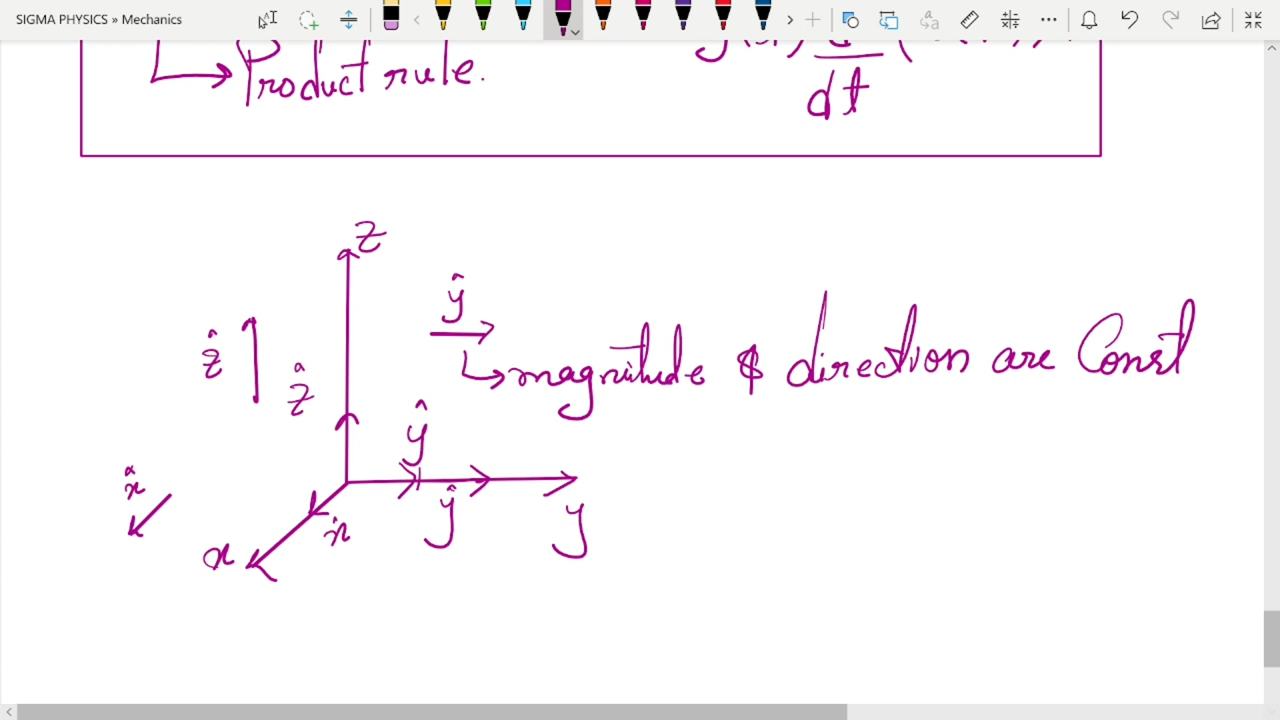 SIGMA PHYSICS » Mechanics
Product rule.
d
dt
z
ŷ
ẑ
ẑ
magnitude & direction are Const
ŷ
x̂
ŷ
x̂
x
y